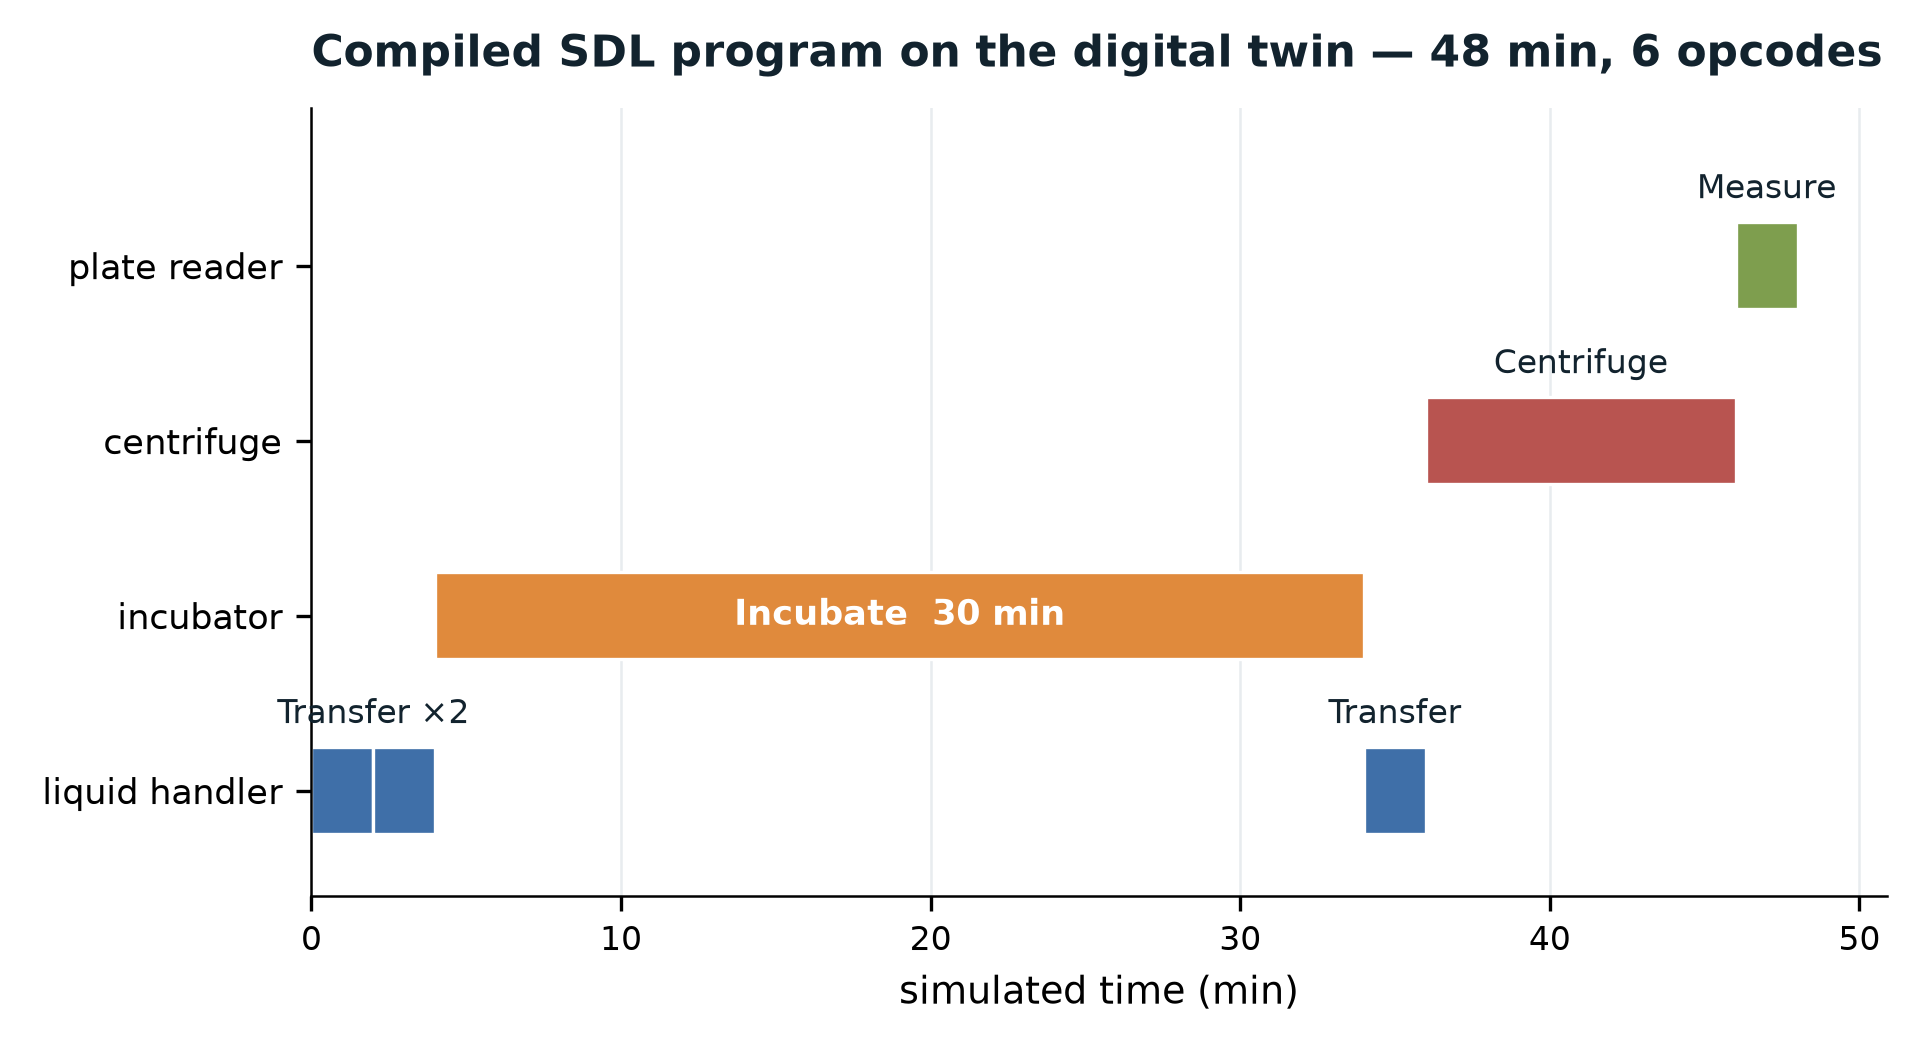 Compiled SDL program on the digital twin — 48 min, 6 opcodes
Measure
plate reader
Centrifuge
centrifuge
incubator
Incubate  30 min
Transfer ×2
Transfer
liquid handler
0 10 20 30 40 50
simulated time (min)